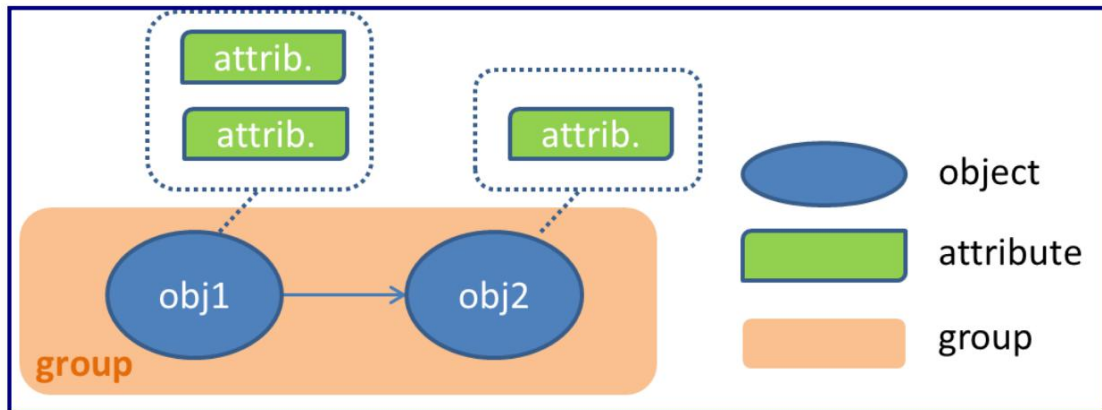 attrib.
attrib.
attrib.
obj1
obj2
group
object
attribute
group